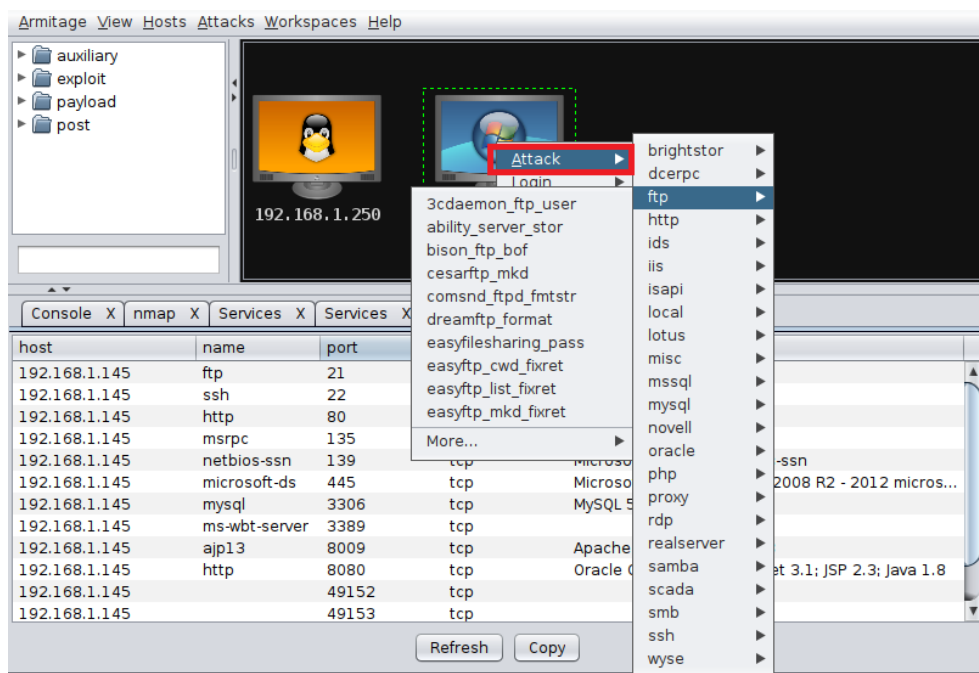 Armitage View Hosts Attacks Workspaces Help
auxiliary
exploit
payload
post
192.168.1.250
Attack
Login
3cdaemon_ftp_user
ability_server_stor
bison_ftp_bof
cesarftp_mkd
comsnd_ftpd_fmtstr
dreamftp_format
easyfilesharing_pass
easyftp_cwd_fixret
easyftp_list_fixret
easyftp_mkd_fixret
More...
brightstor
dcerpc
ftp
http
ids
iis
isapi
local
lotus
misc
mssql
mysql
novell
oracle
php
proxy
rdp
realserver
samba
scada
smb
ssh
wyse
Console X nmap X Services X Services X
host name port
192.168.1.145 ftp 21
192.168.1.145 ssh 22
192.168.1.145 http 80
192.168.1.145 msrpc 135
192.168.1.145 netbios-ssn 139 tcp -ssn
192.168.1.145 microsoft-ds 445 tcp Microso 2008 R2 - 2012 micros...
192.168.1.145 mysql 3306 tcp MySQL 5
192.168.1.145 ms-wbt-server 3389 tcp
192.168.1.145 ajp13 8009 tcp Apache
192.168.1.145 http 8080 tcp Oracle et 3.1; JSP 2.3; Java 1.8
192.168.1.145 49152 tcp
192.168.1.145 49153 tcp
Refresh Copy